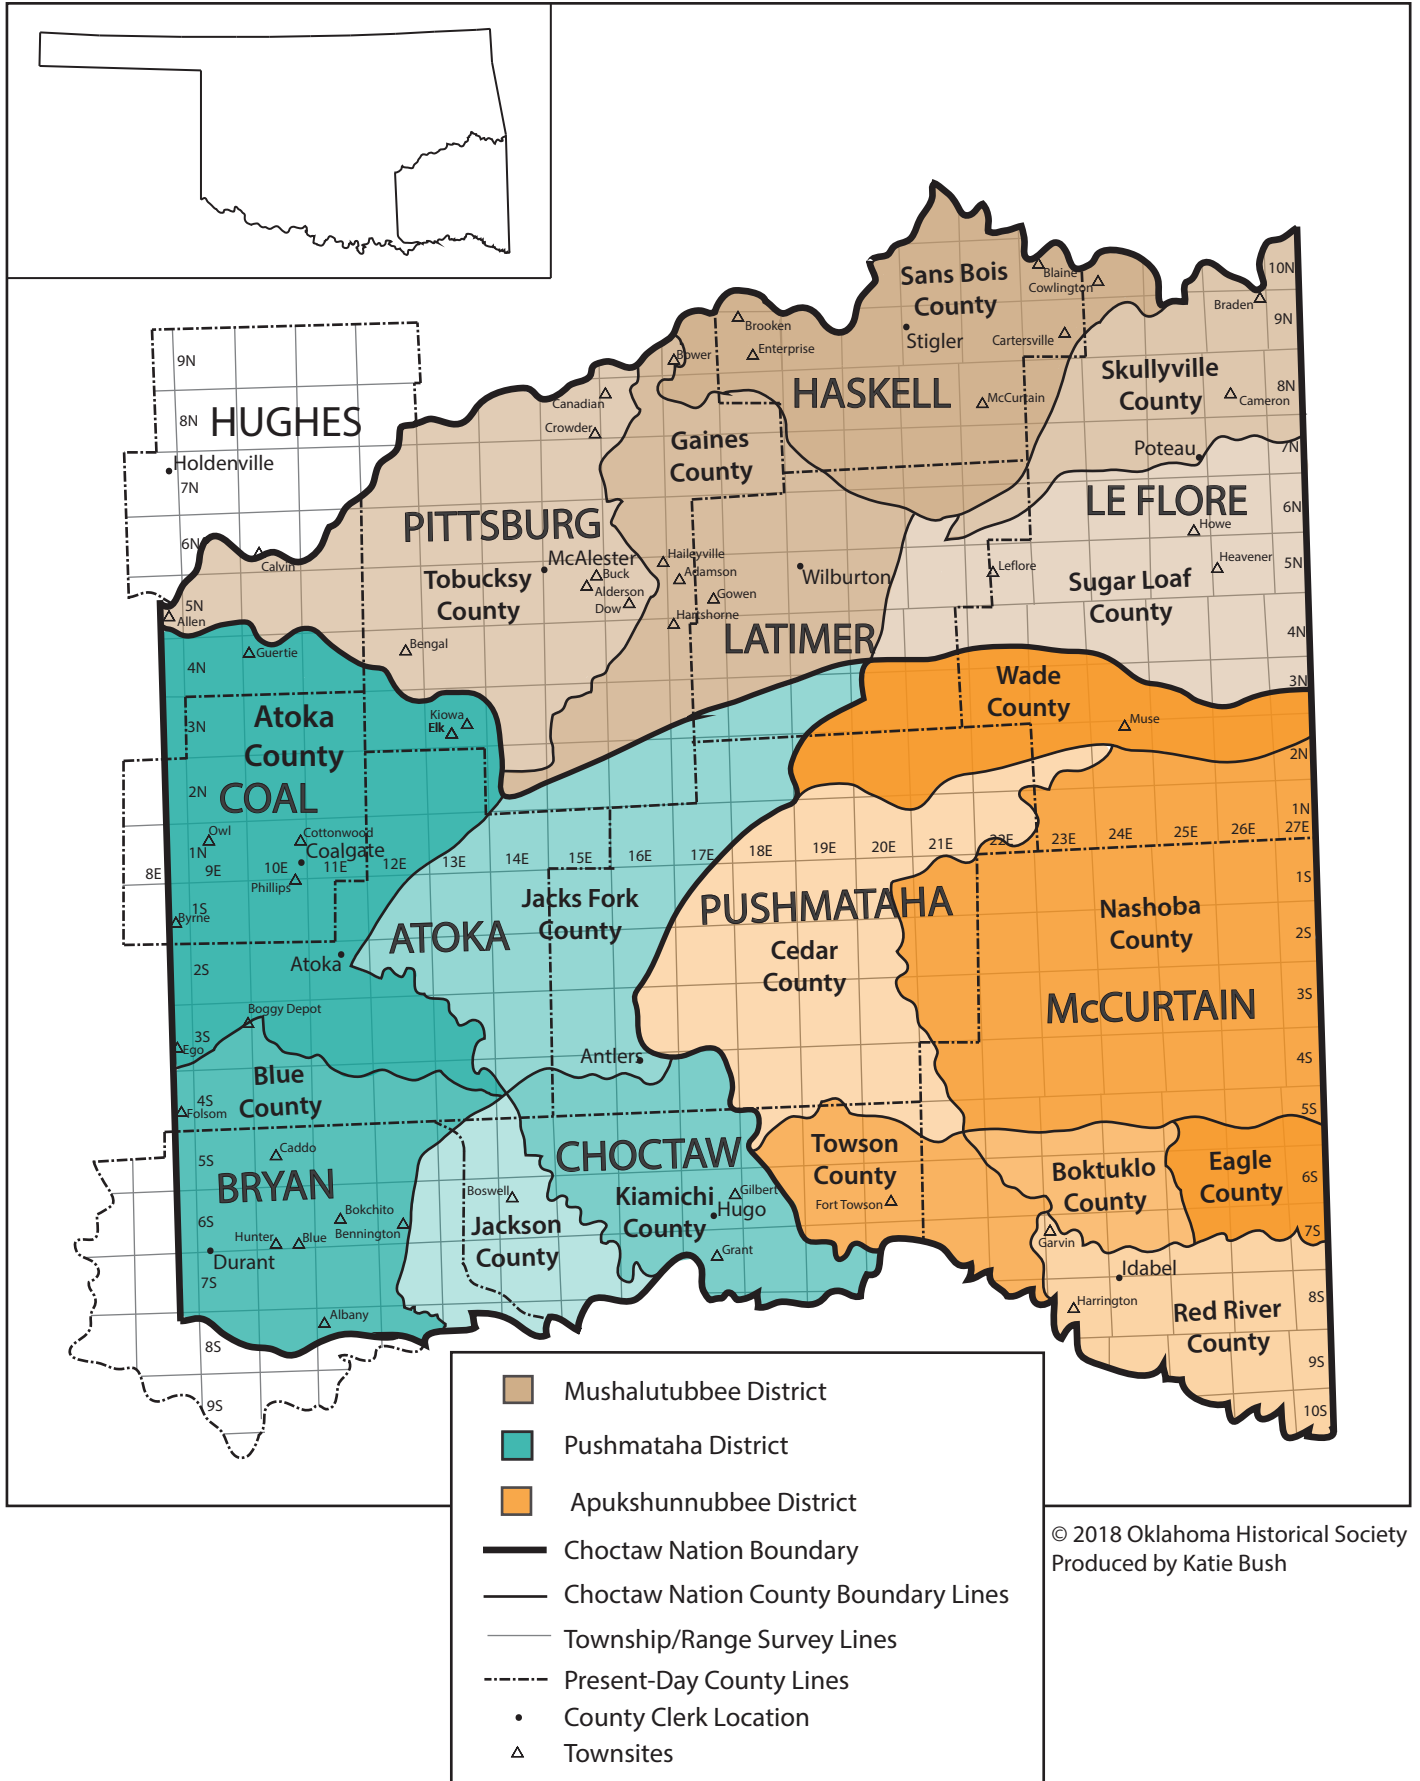 10N
Sans Bois
County
Blaine
Cowlington
Braden
9N
Brooken
Stigler
Cartersville
Bower
Enterprise
9N
Skullyville
County
8N
Cameron
HASKELL
McCurtain
Canadian
8N
HUGHES
Crowder
Gaines
County
Poteau
7N
Holdenville
7N
LE FLORE
6N
PITTSBURG
Howe
6N
Calvin
McAlester
Haileyville
Heavener
5N
Buck
Adamson
Wilburton
Leflore
Tobucksy
County
Alderson
Gowen
Sugar Loaf
County
5N
Dow
Allen
Hartshorne
LATIMER
4N
Guertie
Bengal
4N
Wade
County
3N
Atoka
County
Kiowa
Elk
3N
Muse
2N
COAL
2N
1N
Owl
Cottonwood
Coalgate
1N
8E
9E
10E
11E
12E
13E
14E
15E
16E
17E
18E
19E
20E
21E
22E
23E
24E
25E
26E
27E
Phillips
1S
Jacks Fork
County
PUSHMATAHA
Nashoba
County
1S
Byrne
ATOKA
2S
Cedar
County
Atoka
2S
McCURTAIN
3S
Boggy Depot
3S
Ego
Antlers
4S
Blue
County
4S
Folsom
5S
CHOCTAW
Towson
County
Caddo
5S
Boktuklo
County
Eagle
County
6S
BRYAN
Boswell
Kiamichi
County
Gilbert
Hugo
Fort Towson
6S
Bokchito
Bennington
Jackson
County
7S
Hunter
Blue
Garvin
Grant
Durant
Idabel
7S
8S
Harrington
Red River
County
Albany
8S
9S
9S
10S
Mushalutubbee District
Pushmataha District
Apukshunnubbee District
Choctaw Nation Boundary
Choctaw Nation County Boundary Lines
Township/Range Survey Lines
Present-Day County Lines
County Clerk Location
Townsites
© 2018 Oklahoma Historical Society
Produced by Katie Bush